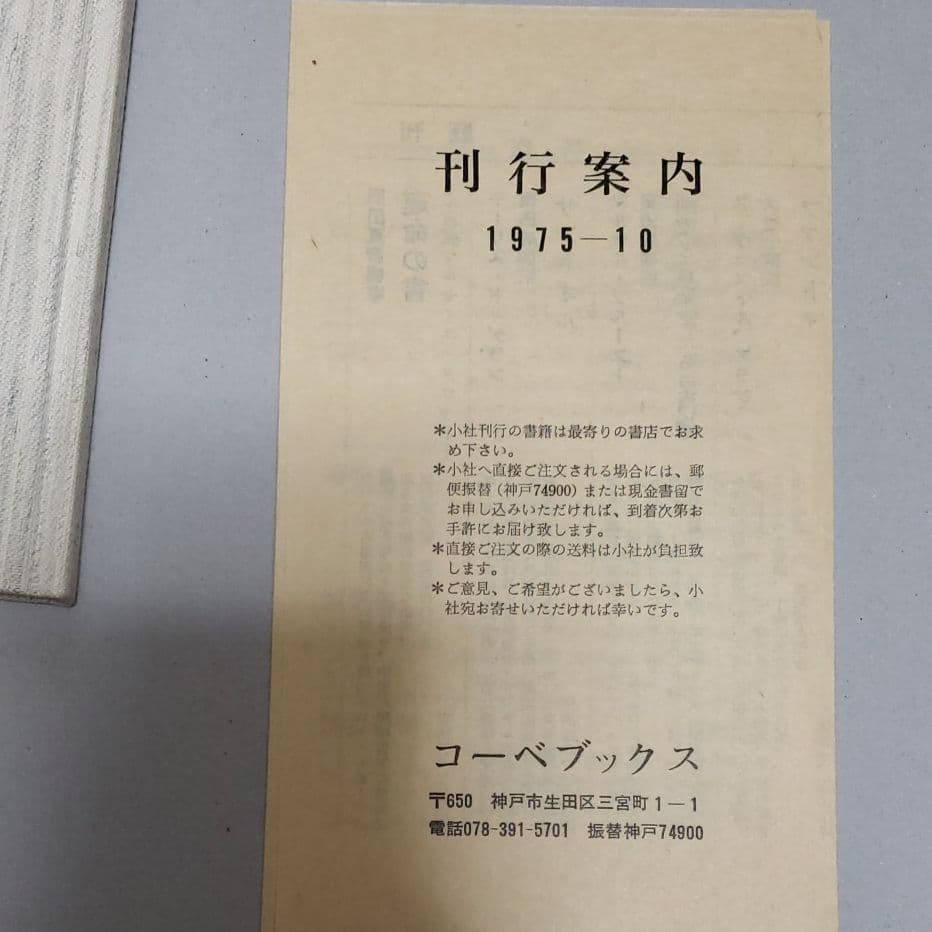 刊行案内
1975—10
＊小社刊行の書籍は最寄りの書店でお求
め下さい。
＊小社へ直接ご注文される場合には、郵
便振替（神戸74900）または現金書留で
お申し込みいただければ、到着次第お
手許にお届け致します。
＊直接ご注文の際の送料は小社が負担致
します。
＊ご意見、ご希望がございましたら、小
社宛お寄せいただければ幸いです。
コーベブックス
〒650　神戸市生田区三宮町1—1
電話078-391-5701　振替神戸74900